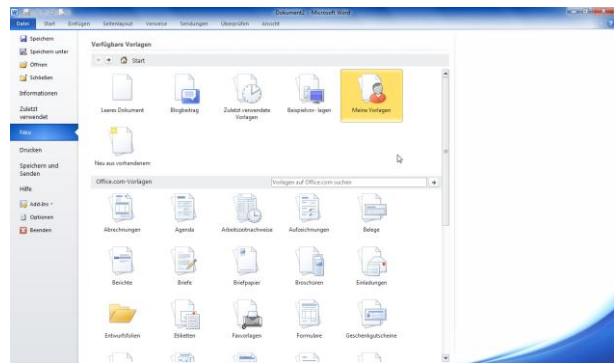 Dokument2 - Microsoft Word
Datei Start Einfügen Seitenlayout Verweise Sendungen Überprüfen Ansicht
Speichern
Speichern unter
Öffnen
Schließen
Informationen
Zuletzt
verwendet
Neu
Drucken
Speichern und
Senden
Hilfe
Add-Ins
Optionen
Beenden
Verfügbare Vorlagen
Start
Leeres Dokument Blogbeitrag Zuletzt verwendete Beispielvor- lagen Meine Vorlagen
Vorlagen
Neu aus vorhandenem
Office.com-Vorlagen Vorlagen auf Office.com suchen
Abrechnungen Agenda Arbeitszeitnachweise Aufzeichnungen Belege
Berichte Briefe Briefpapier Broschüren Einladungen
Entwurfsfolien Etiketten Faxvorlagen Formulare Geschenkgutscheine